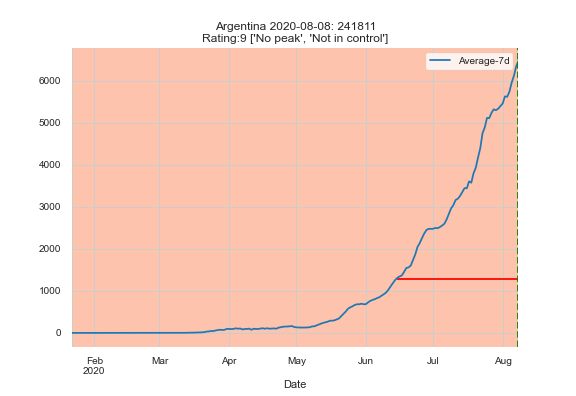 Argentina 2020-08-08: 241811
Rating:9 ['No peak', 'Not in control']
Average-7d
6000
5000
4000
3000
2000
1000
0
Feb Mar Apr May Jun Jul Aug
2020
Date